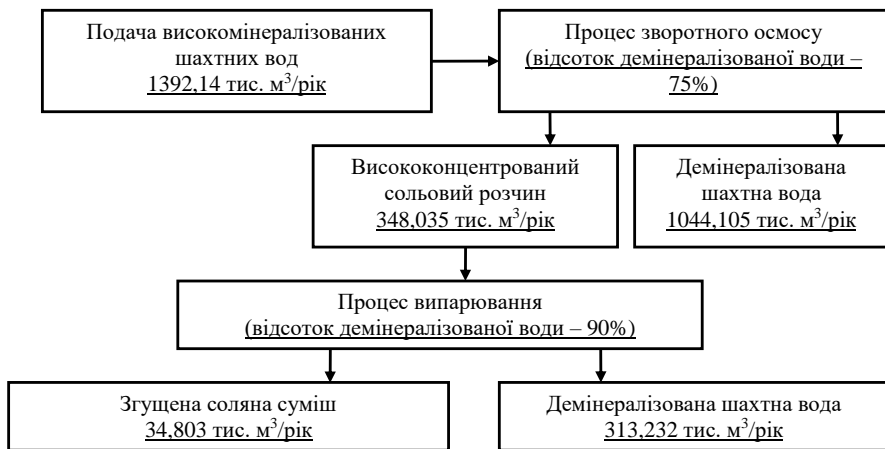 Подача високомінералізованих
шахтних вод
1392,14 тис. м³/рік
Процес зворотного осмосу
(відсоток демінералізованої води –
75%)
Висококонцентрований
сольовий розчин
348,035 тис. м³/рік
Демінералізована
шахтна вода
1044,105 тис. м³/рік
Процес випарювання
(відсоток демінералізованої води – 90%)
Згущена соляна суміш
34,803 тис. м³/рік
Демінералізована шахтна вода
313,232 тис. м³/рік